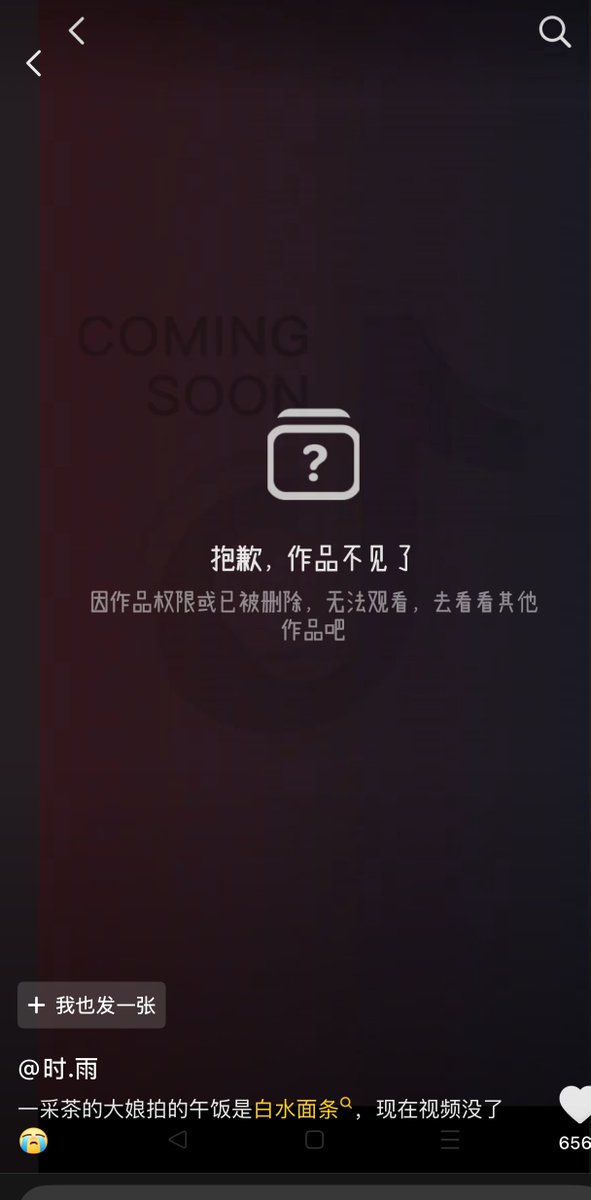 COMING
SOON
?
抱歉，作品不见了
因作品权限或已被删除，无法观看，去看看其他
作品吧
+ 我也发一张
@时.雨
一采茶的大娘拍的午饭是白水面条，现在视频没了
😭
656